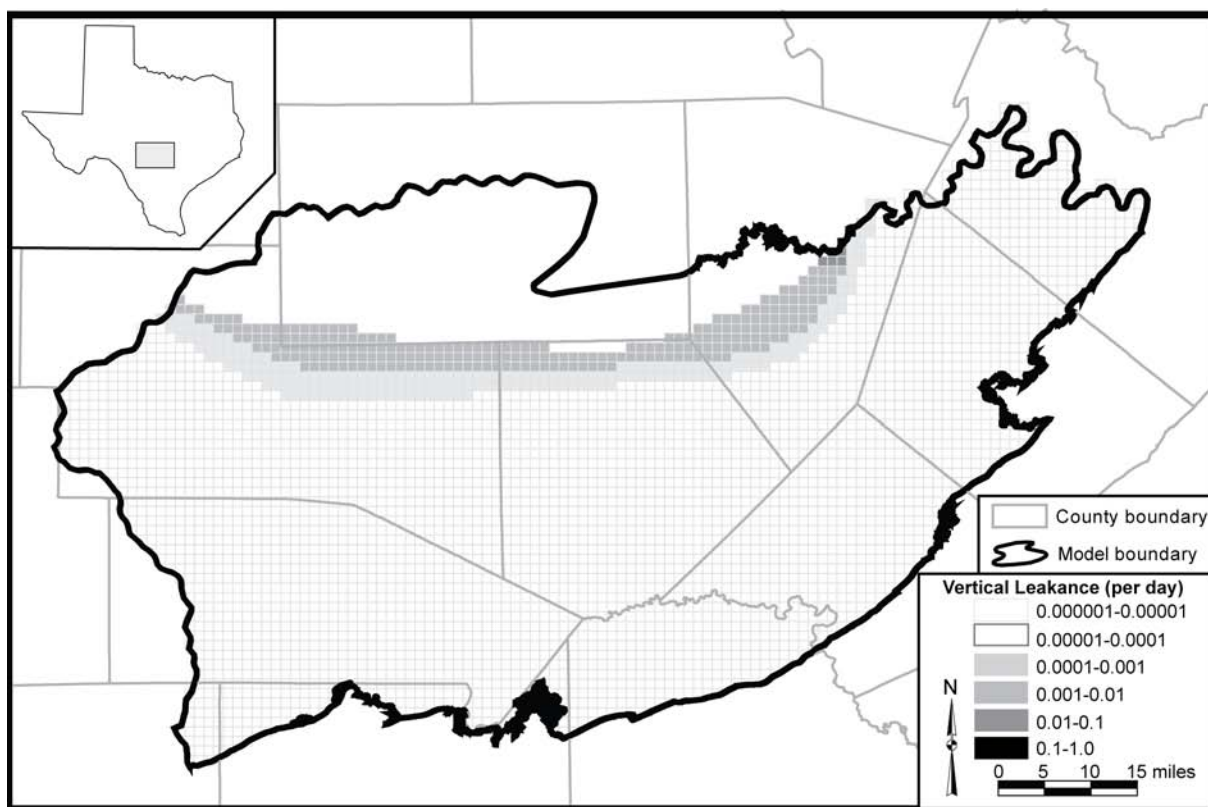 County boundary
Model boundary
Vertical Leakance (per day)
0.000001-0.00001
0.00001-0.0001
0.0001-0.001
0.001-0.01
0.01-0.1
0.1-1.0
N
0 5 10 15 miles